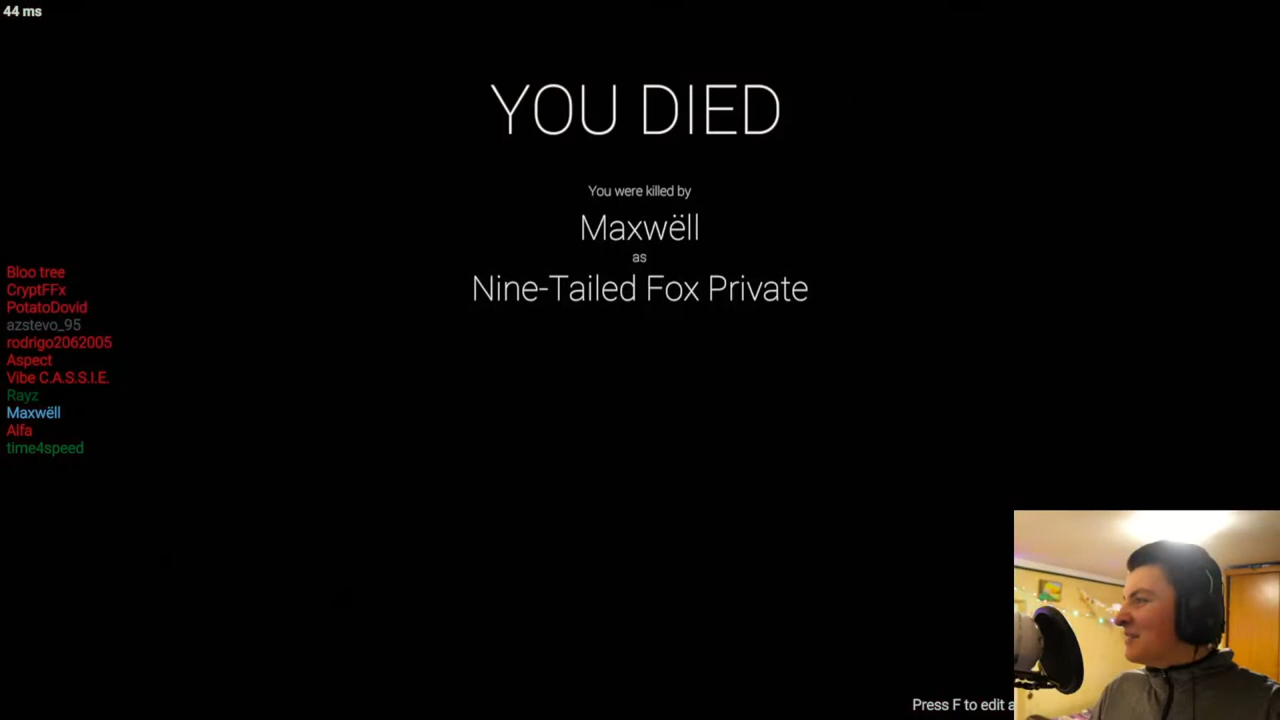 44 ms
YOU DIED
You were killed by
Maxwëll
as
Nine-Tailed Fox Private
Bloo tree
CryptFFx
PotatoDovid
azstevo_95
rodrigo2062005
Aspect
Vibe C.A.S.S.I.E.
Rayz
Maxwëll
Alfa
time4speed
Press F to edit a